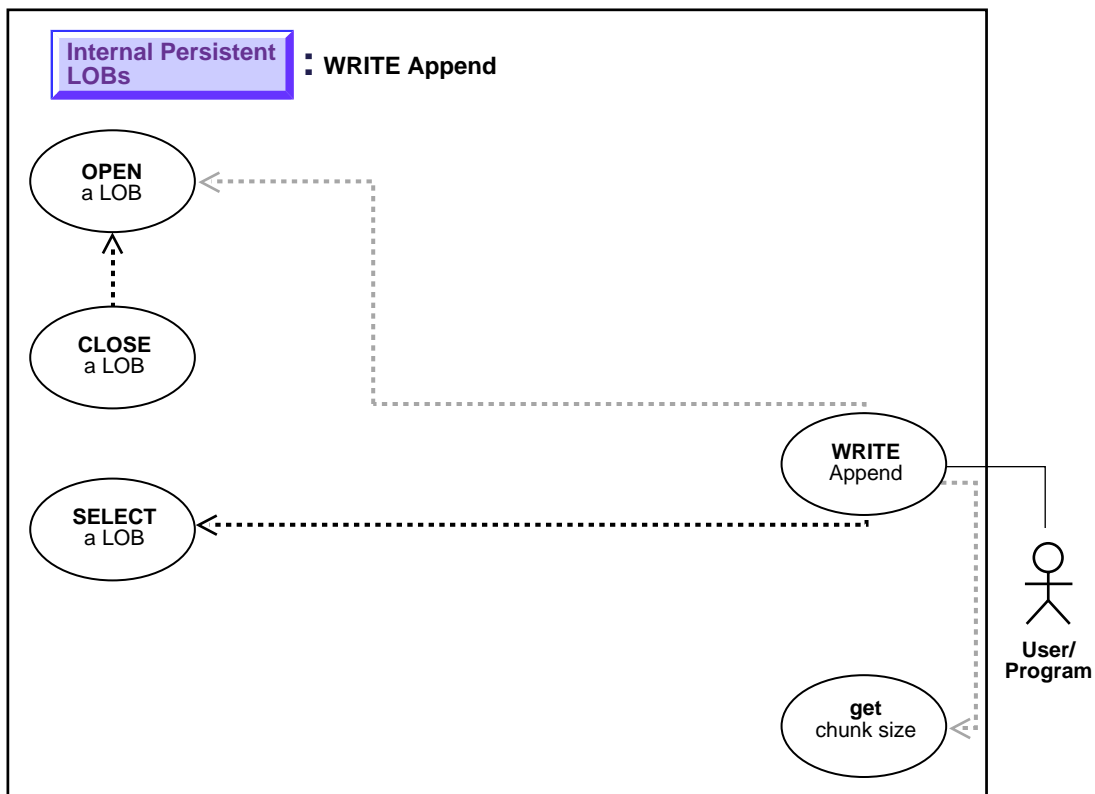 Internal Persistent
LOBs
: WRITE Append
OPEN
a LOB
CLOSE
a LOB
WRITE
Append
SELECT
a LOB
User/
Program
get
chunk size